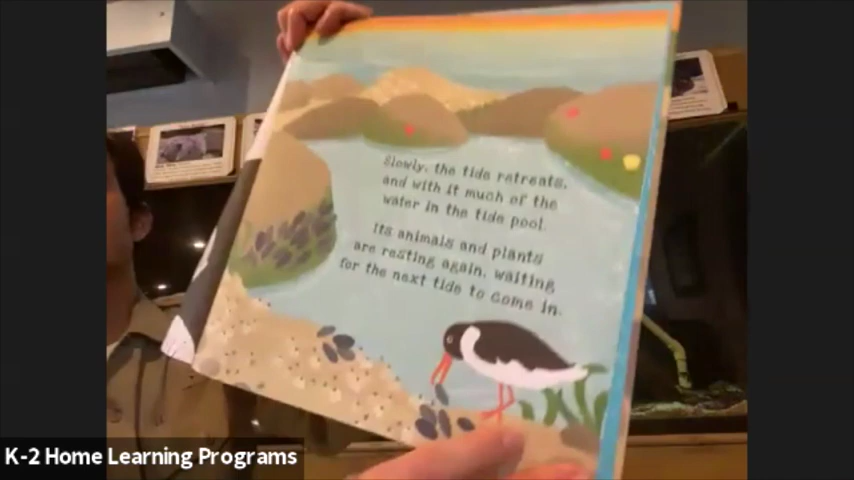 Slowly, the tide retreats,
and with it much of the
water in the tide pool.
Its animals and plants
are resting again, waiting
for the next tide to come in.
K-2 Home Learning Programs